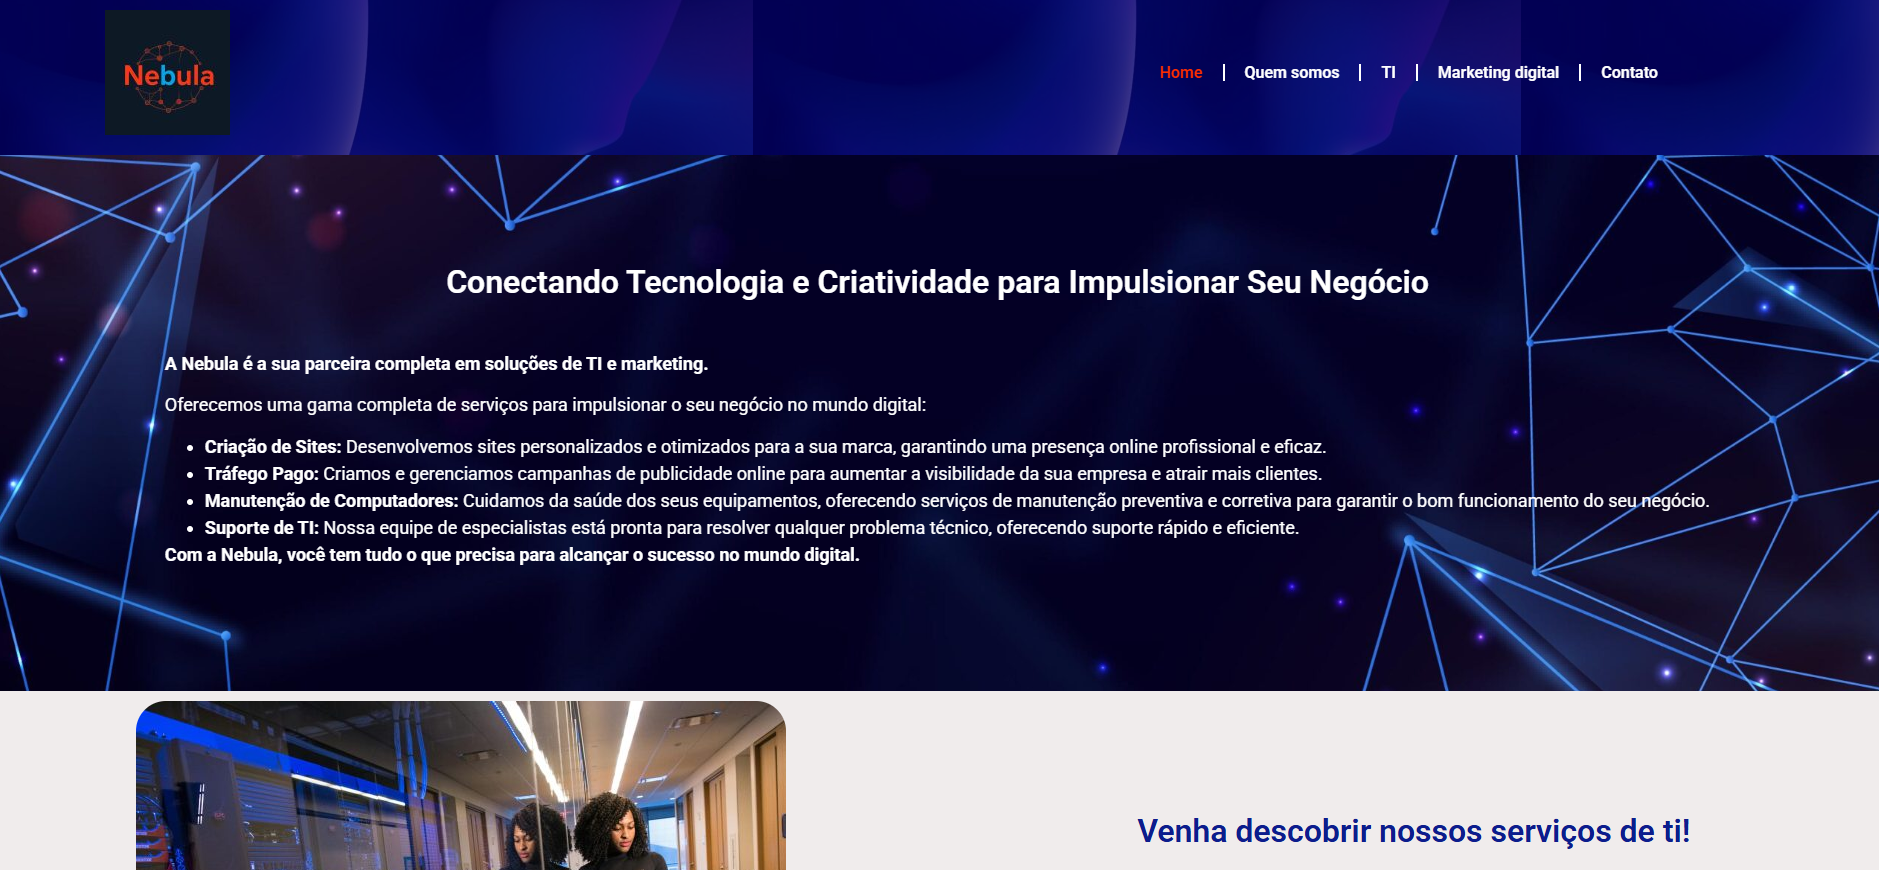 Nebula
Home
Quem somos
TI
Marketing digital
Contato
Conectando Tecnologia e Criatividade para Impulsionar Seu Negócio
A Nebula é a sua parceira completa em soluções de TI e marketing.
Oferecemos uma gama completa de serviços para impulsionar o seu negócio no mundo digital:
• Criação de Sites: Desenvolvemos sites personalizados e otimizados para a sua marca, garantindo uma presença online profissional e eficaz.
• Tráfego Pago: Criamos e gerenciamos campanhas de publicidade online para aumentar a visibilidade da sua empresa e atrair mais clientes.
• Manutenção de Computadores: Cuidamos da saúde dos seus equipamentos, oferecendo serviços de manutenção preventiva e corretiva para garantir o bom funcionamento do seu negócio.
• Suporte de TI: Nossa equipe de especialistas está pronta para resolver qualquer problema técnico, oferecendo suporte rápido e eficiente.
Com a Nebula, você tem tudo o que precisa para alcançar o sucesso no mundo digital.
Venha descobrir nossos serviços de ti!